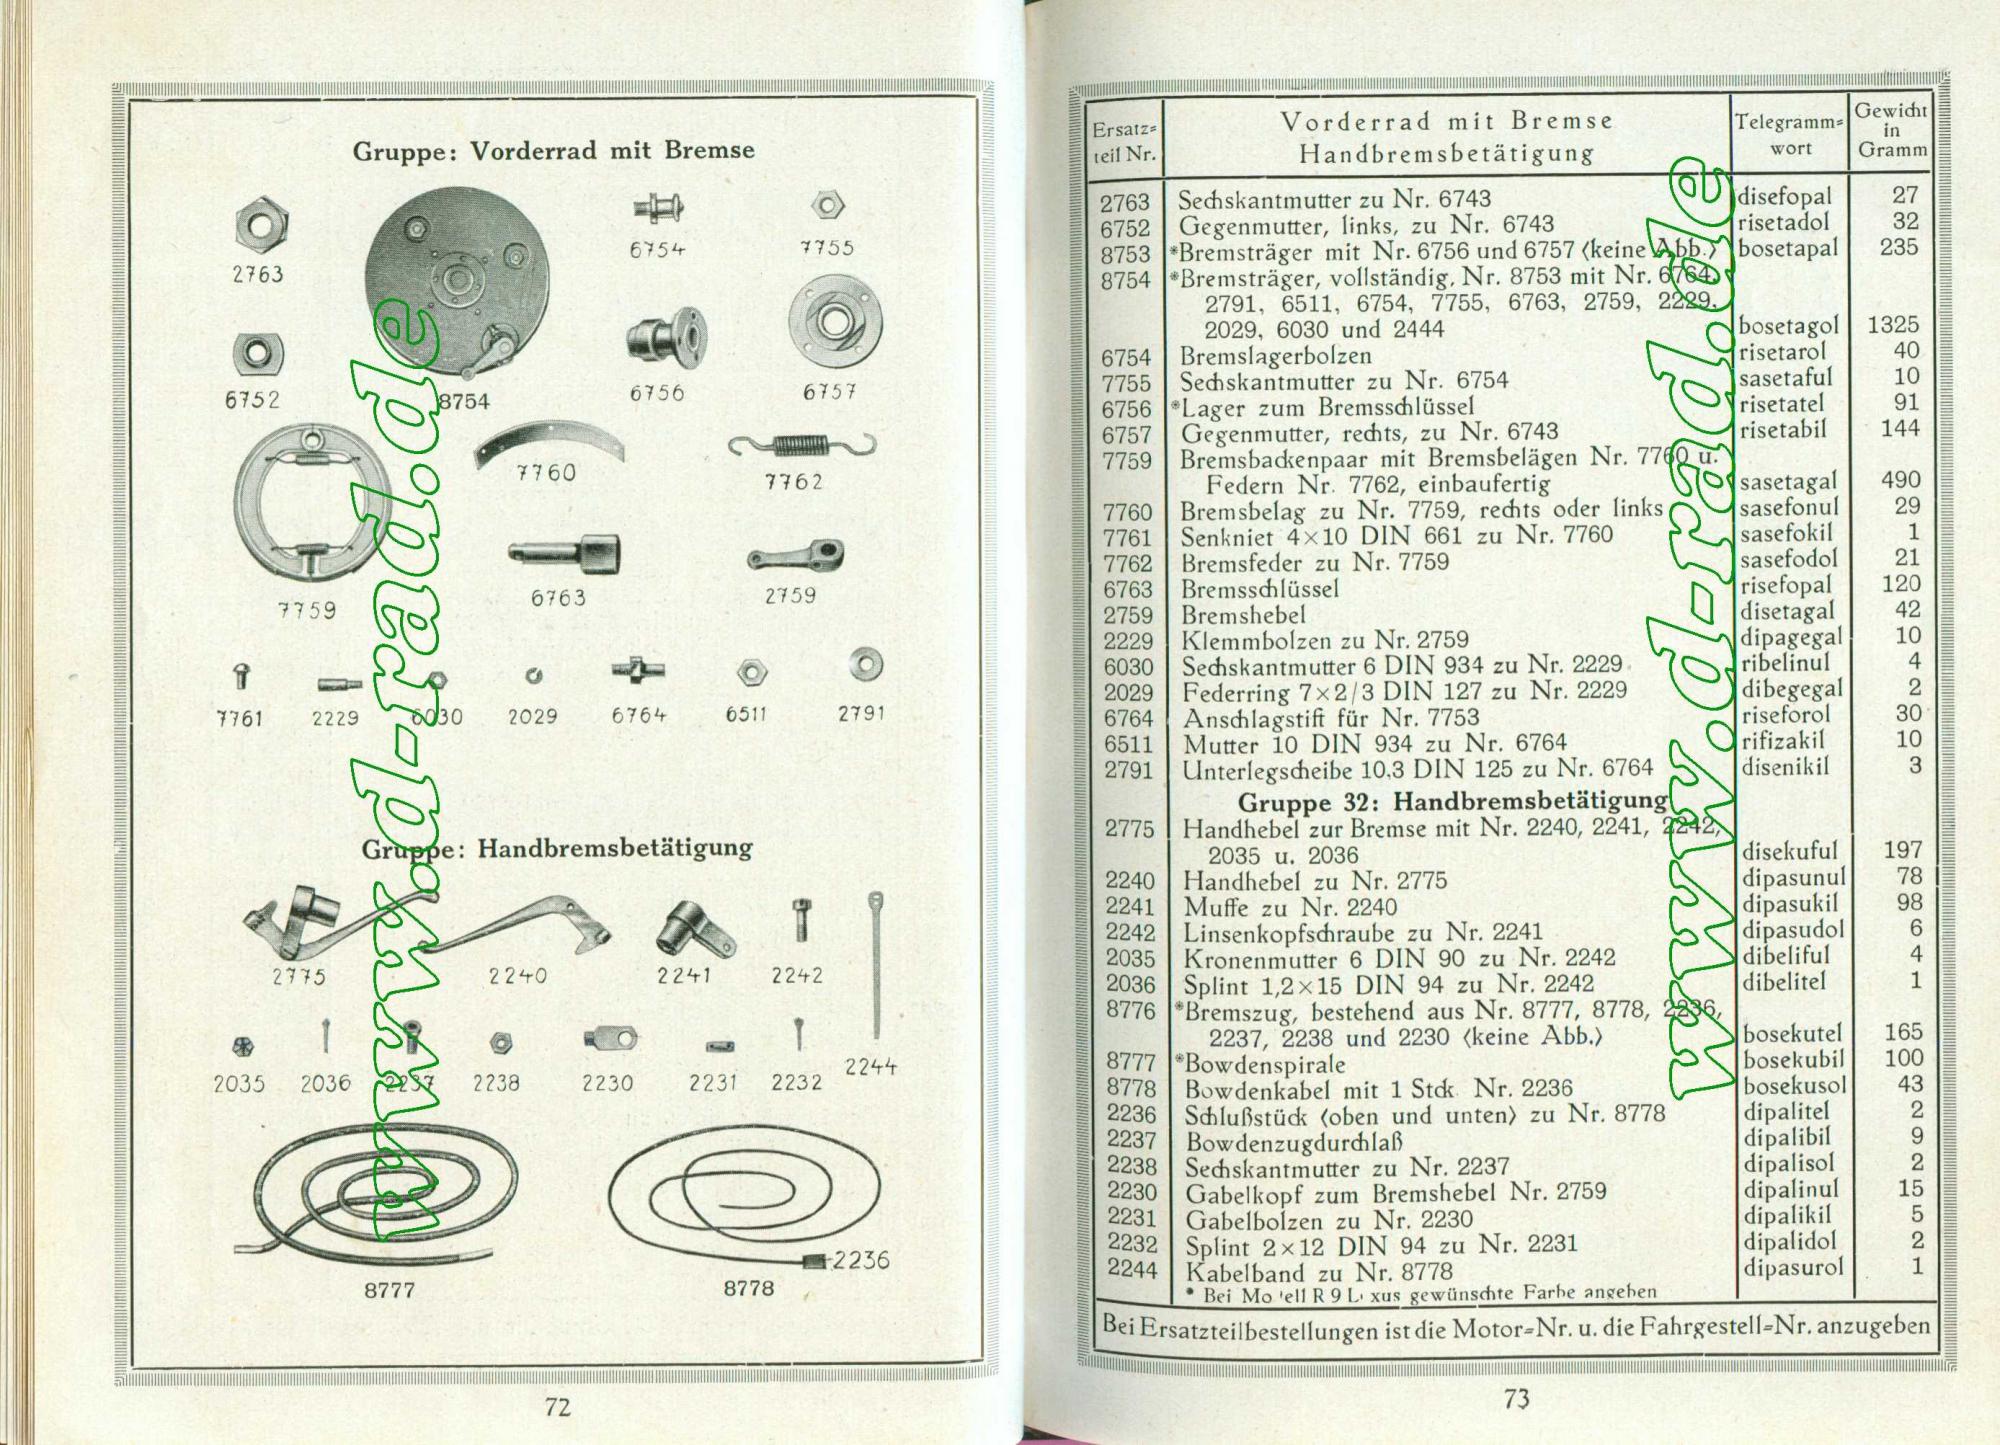 Gruppe: Vorderrad mit Bremse
2763
6754
7755
6752
8754
6756
6757
7759
7760
7762
6763
2759
7761 2229 6030 2029 6764 6511 2791
Gruppe: Handbremsbetätigung
2775 2240 2241 2242
2244
2035 2036 2237 2238 2230 2231 2232
8777
8778
2236
72
www.d-rad.de
Ersatz=
teil Nr.
Vorderrad mit Bremse
Handbremsbetätigung
Telegramm=
wort
Gewicht
in
Gramm
2763 Sechskantmutter zu Nr. 6743 disefopal 27
6752 Gegenmutter, links, zu Nr. 6743 risetadol 32
8753 *Bremsträger mit Nr. 6756 und 6757 (keine Abb.) bosetapal 235
8754 *Bremsträger, vollständig, Nr. 8753 mit Nr. 6764,
2791, 6511, 6754, 7755, 6763, 2759, 2229,
2029, 6030 und 2444 bosetagol 1325
6754 Bremslagerbolzen risetarol 40
7755 Sechskantmutter zu Nr. 6754 sasetaful 10
6756 *Lager zum Bremsschlüssel risetatel 91
6757 Gegenmutter, rechts, zu Nr. 6743 risetabil 144
7759 Bremsbackenpaar mit Bremsbelägen Nr. 7760 u.
Federn Nr. 7762, einbaufertig sasetagal 490
7760 Bremsbelag zu Nr. 7759, rechts oder links sasefonul 29
7761 Senkniet 4×10 DIN 661 zu Nr. 7760 sasefokil 1
7762 Bremsfeder zu Nr. 7759 sasefodol 21
6763 Bremsschlüssel risefopal 120
2759 Bremshebel disetagal 42
2229 Klemmbolzen zu Nr. 2759 dipagegal 10
6030 Sechskantmutter 6 DIN 934 zu Nr. 2229 ribelinul 4
2029 Federring 7×2/3 DIN 127 zu Nr. 2229 dibegegal 2
6764 Anschlagstift für Nr. 7753 riseforol 30
6511 Mutter 10 DIN 934 zu Nr. 6764 rifizakil 10
2791 Unterlegscheibe 10,3 DIN 125 zu Nr. 6764 disenikil 3
Gruppe 32: Handbremsbetätigung
2775 Handhebel zur Bremse mit Nr. 2240, 2241, 2242,
2035 u. 2036 disekuful 197
2240 Handhebel zu Nr. 2775 dipasunul 78
2241 Muffe zu Nr. 2240 dipasukil 98
2242 Linsenkopfschraube zu Nr. 2241 dipasudol 6
2035 Kronenmutter 6 DIN 90 zu Nr. 2242 dibeliful 4
2036 Splint 1,2×15 DIN 94 zu Nr. 2242 dibelitel 1
8776 *Bremszug, bestehend aus Nr. 8777, 8778, 2236,
2237, 2238 und 2230 (keine Abb.) bosekutel 165
8777 *Bowdenspirale bosekubil 100
8778 Bowdenkabel mit 1 Stck. Nr. 2236 bosekusol 43
2236 Schlußstück (oben und unten) zu Nr. 8778 dipalitel 2
2237 Bowdenzugdurchlaß dipalibil 9
2238 Sechskantmutter zu Nr. 2237 dipalisol 2
2230 Gabelkopf zum Bremshebel Nr. 2759 dipalinul 15
2231 Gabelbolzen zu Nr. 2230 dipalikil 5
2232 Splint 2×12 DIN 94 zu Nr. 2231 dipalidol 2
2244 Kabelband zu Nr. 8778 dipasurol 1
* Bei Mo ell R 9 L xus gewünschte Farbe angeben
Bei Ersatzteilbestellungen ist die Motor=Nr. u. die Fahrgestell=Nr. anzugeben
73
www.d-rad.de